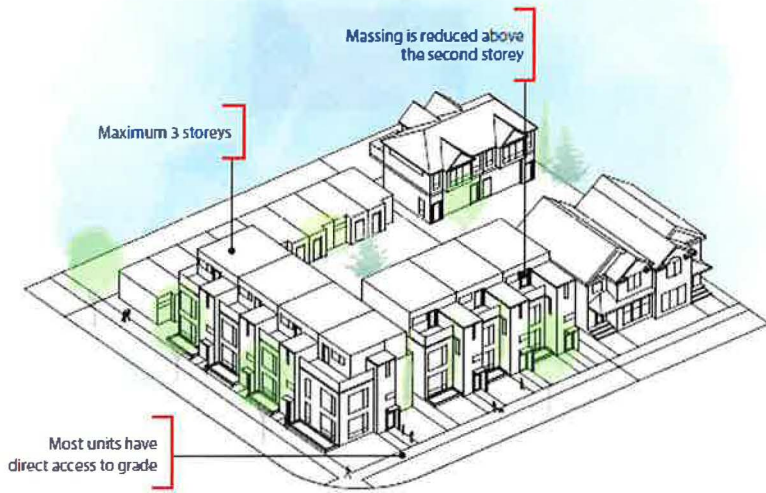 Massing is reduced above
the second storey
Maximum 3 storeys
Most units have
direct access to grade